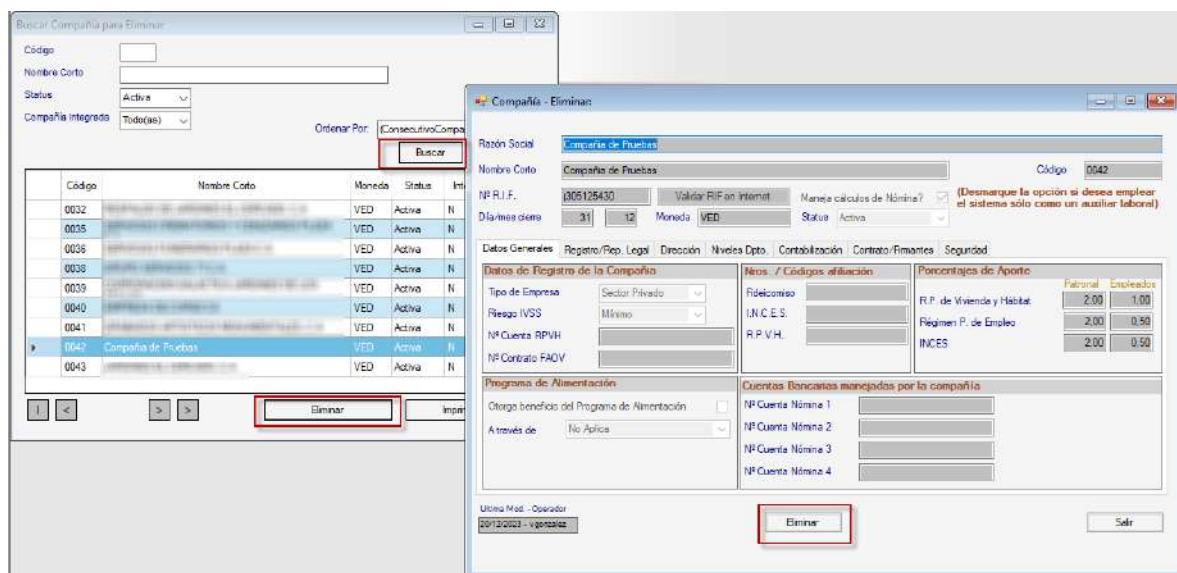 Buscar Compañía para Eliminar
Código
Nombre Corto
Status Activa
Compañía Integrada Todo(as)
Ordenar Por: (ConsecutivoCompa
Buscar
Código Nombre Corto Moneda Status Int
0032 VED Activa N
0035 VED Activa N
0036 VED Activa N
0038 VED Activa N
0039 VED Activa N
0040 VED Activa N
0041 VED Activa N
0042 Compañia de Pruebas VED Activa N
0043 VED Activa N
I < > > Eliminar Imprir
Compañía - Eliminar
Razón Social Compañia de Pruebas
Nombre Corto Compañia de Pruebas Código 0042
Nº R.I.F. j305125430 Validar RIF en Internet Maneja cálculos de Nómina? (Desmarque la opción si desea emplear
el sistema sólo como un auxiliar laboral)
Día/mes cierre 31 12 Moneda VED Status Activa
Datos Generales Registro/Rep. Legal Dirección Niveles Dpto. Contabilización Contrato/Firmantes Seguridad
Datos de Registro de la Compañía Nros. / Códigos afiliación Porcentajes de Aporte
Patronal Empleados
Tipo de Empresa Sector Privado Fideicomiso R.P. de Vivienda y Hábitat 2,00 1,00
Riesgo IVSS Mínimo I.N.C.E.S. Régimen P. de Empleo 2,00 0,50
Nº Cuenta RPVH R.P.V.H. INCES 2,00 0,50
Nº Contrato FAOV
Programa de Alimentación Cuentas Bancarias manejadas por la compañía
Otorga beneficio del Programa de Alimentación Nº Cuenta Nómina 1
A través de No Aplica Nº Cuenta Nómina 2
Nº Cuenta Nómina 3
Nº Cuenta Nómina 4
Ultima Mod. - Operador
20/12/2023 - vgonzalez Eliminar Salir